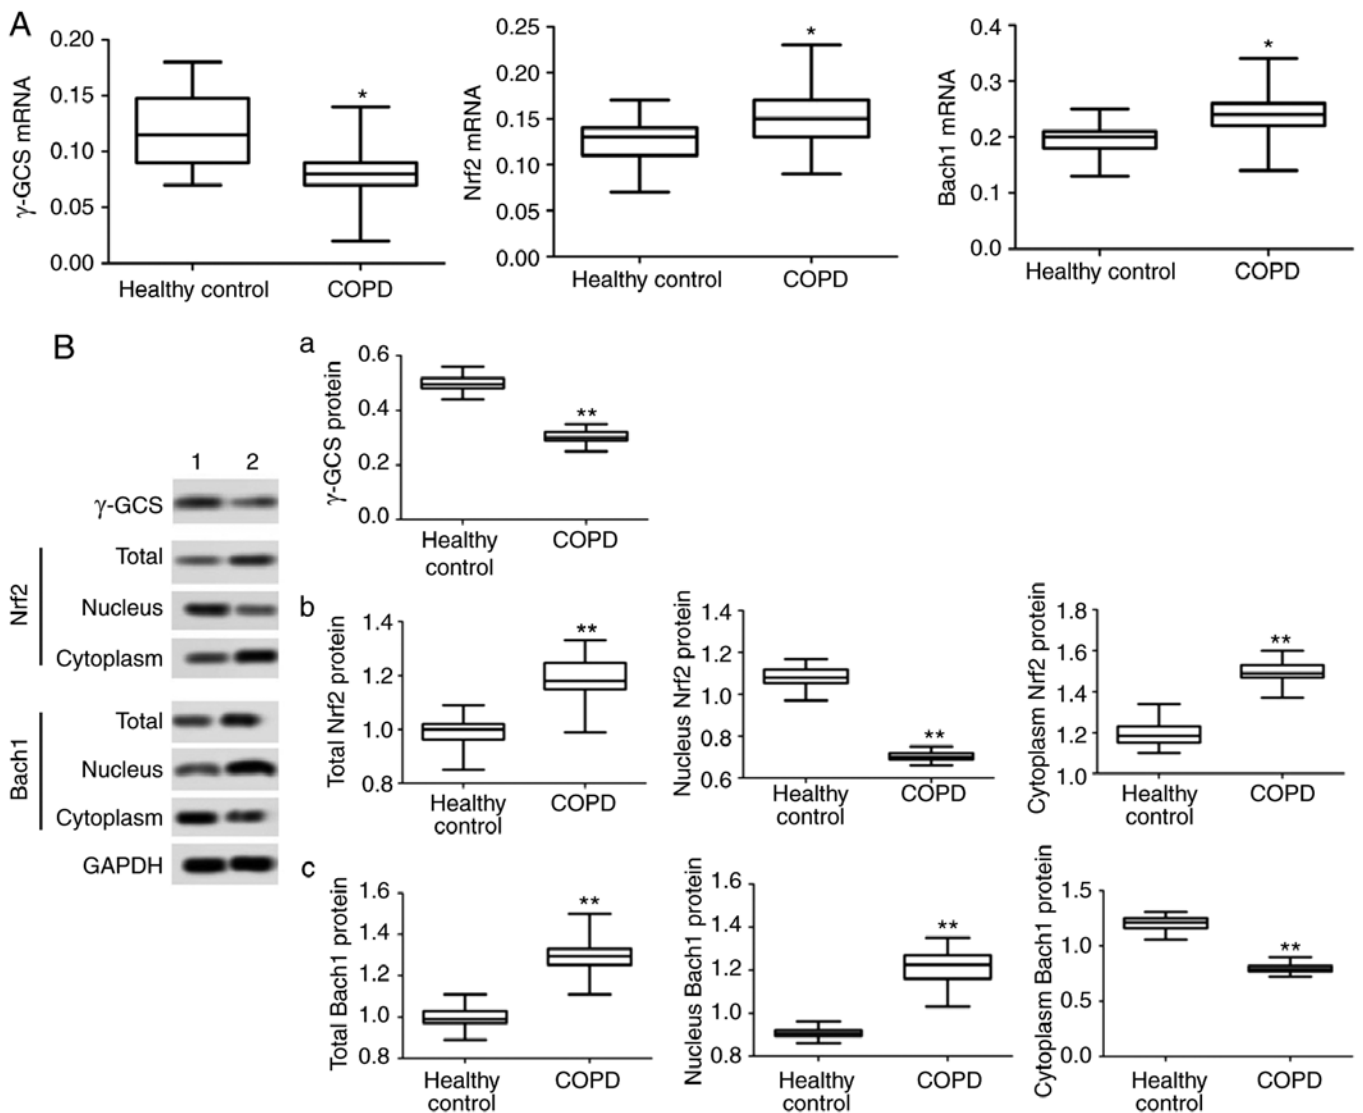 A
γ-GCS mRNA
0.20
0.15
0.10
0.05
0.00
*
Healthy control
COPD
Nrf2 mRNA
0.25
0.20
0.15
0.10
0.05
0.00
*
Healthy control
COPD
Bach1 mRNA
0.4
0.3
0.2
0.1
0.0
*
Healthy control
COPD
B
1 2
γ-GCS
Nrf2
Total
Nucleus
Cytoplasm
Bach1
Total
Nucleus
Cytoplasm
GAPDH
a
γ-GCS protein
0.6
0.4
0.2
0.0
**
Healthy
control
COPD
b
Total Nrf2 protein
1.4
1.2
1.0
0.8
**
Healthy
control
COPD
Nucleus Nrf2 protein
1.4
1.2
1.0
0.8
0.6
**
Healthy
control
COPD
Cytoplasm Nrf2 protein
1.8
1.6
1.4
1.2
1.0
**
Healthy
control
COPD
c
Total Bach1 protein
1.6
1.4
1.2
1.0
0.8
**
Healthy
control
COPD
Nucleus Bach1 protein
1.6
1.4
1.2
1.0
0.8
**
Healthy
control
COPD
Cytoplasm Bach1 protein
1.5
1.0
0.5
0.0
**
Healthy
control
COPD